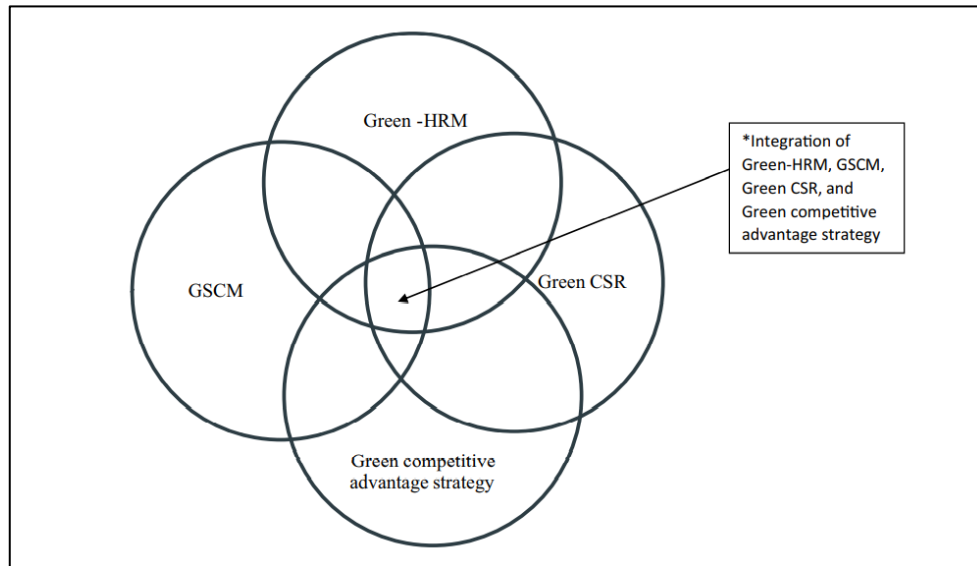 Green -HRM
*Integration of
Green-HRM, GSCM,
Green CSR, and
Green competitive
advantage strategy
GSCM
Green CSR
Green competitive
advantage strategy